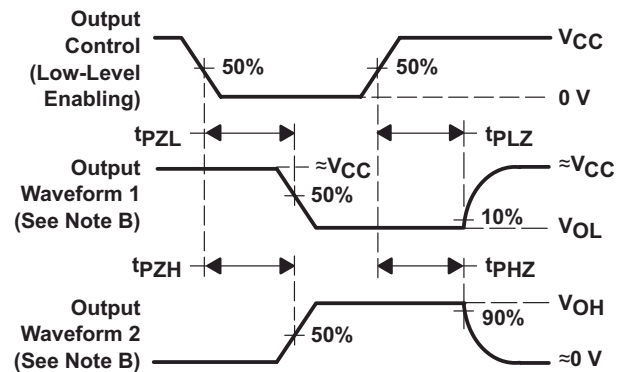 Output
Control
(Low-Level
Enabling)
50%
50%
VCC
0 V
tPZL
tPLZ
Output
Waveform 1
(See Note B)
≈VCC
50%
≈VCC
10%
VOL
tPZH
tPHZ
Output
Waveform 2
(See Note B)
50%
VOH
90%
≈0 V